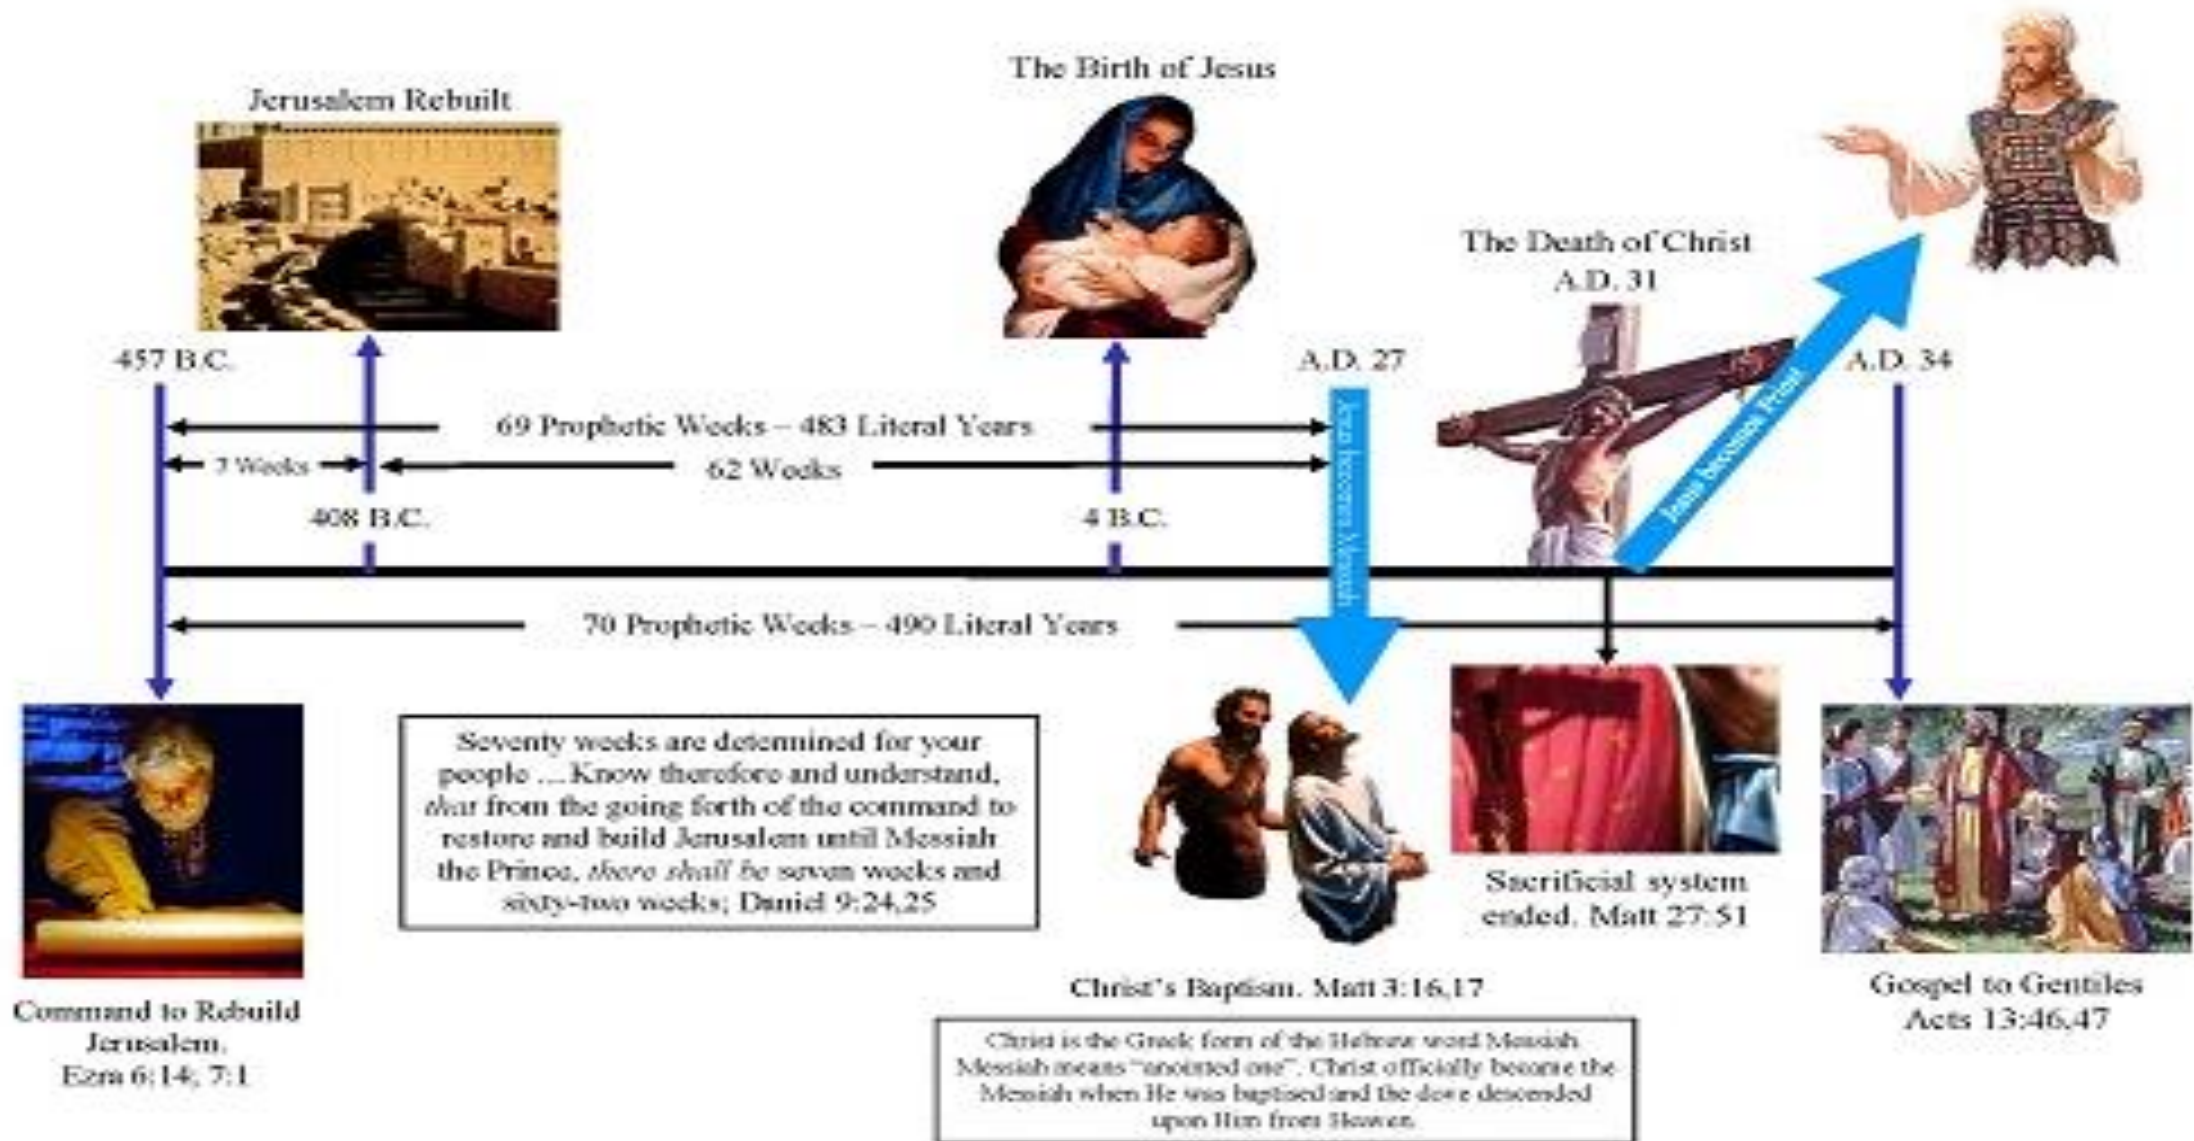 The Birth of Jesus
Jerusalem Rebuilt
The Death of Christ
A.D. 31
457 B.C.
A.D. 27
A.D. 34
69 Prophetic Weeks – 483 Literal Years
7 Weeks
62 Weeks
408 B.C.
4 B.C.
Jesus becomes Messiah
Jesus becomes Priest
70 Prophetic Weeks – 490 Literal Years
Seventy weeks are determined for your
people ... Know therefore and understand,
that from the going forth of the command to
restore and build Jerusalem until Messiah
the Prince, there shall be seven weeks and
sixty-two weeks; Daniel 9:24,25
Sacrificial system
ended. Matt 27:51
Christ's Baptism. Matt 3:16,17
Gospel to Gentiles
Acts 13:46,47
Command to Rebuild
Jerusalem.
Ezra 6:14; 7:1
Christ is the Greek form of the Hebrew word Messiah.
Messiah means "anointed one". Christ officially became the
Messiah when He was baptised and the dove descended
upon Him from Heaven.